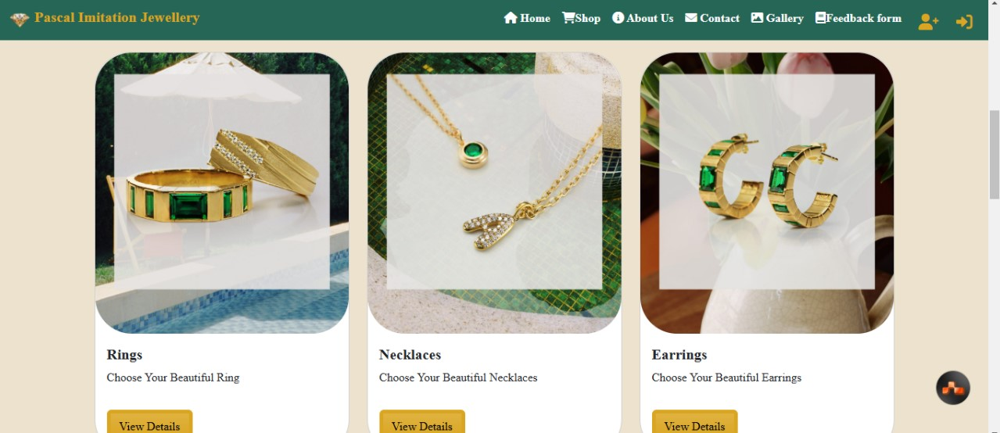 Pascal Imitation Jewellery
Home Shop About Us Contact Gallery Feedback form
Rings
Choose Your Beautiful Ring
View Details
Necklaces
Choose Your Beautiful Necklaces
View Details
Earrings
Choose Your Beautiful Earrings
View Details